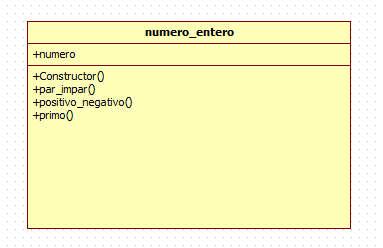 numero_entero
+numero
+Constructor()
+par_impar()
+positivo_negativo()
+primo()